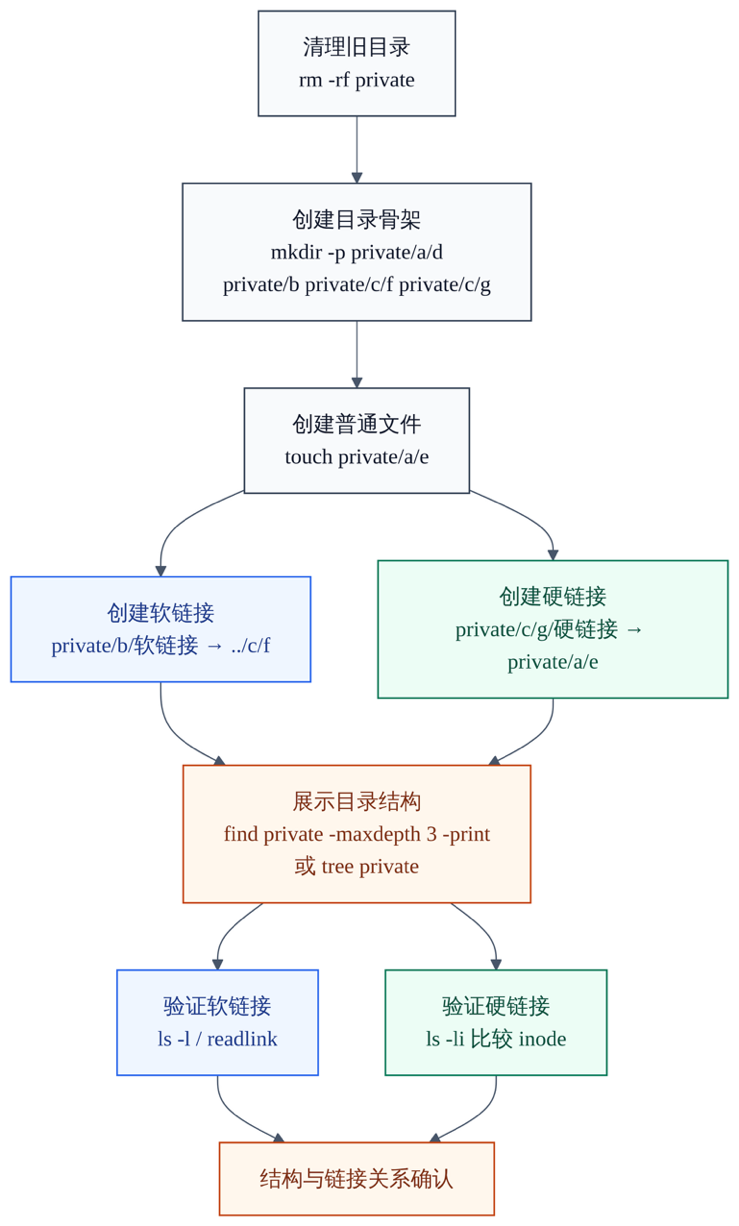 清理旧目录
rm -rf private
创建目录骨架
mkdir -p private/a/d
private/b private/c/f private/c/g
创建普通文件
touch private/a/e
创建软链接
private/b/软链接 → ../c/f
创建硬链接
private/c/g/硬链接 →
private/a/e
展示目录结构
find private -maxdepth 3 -print
或 tree private
验证软链接
ls -l / readlink
验证硬链接
ls -li 比较 inode
结构与链接关系确认